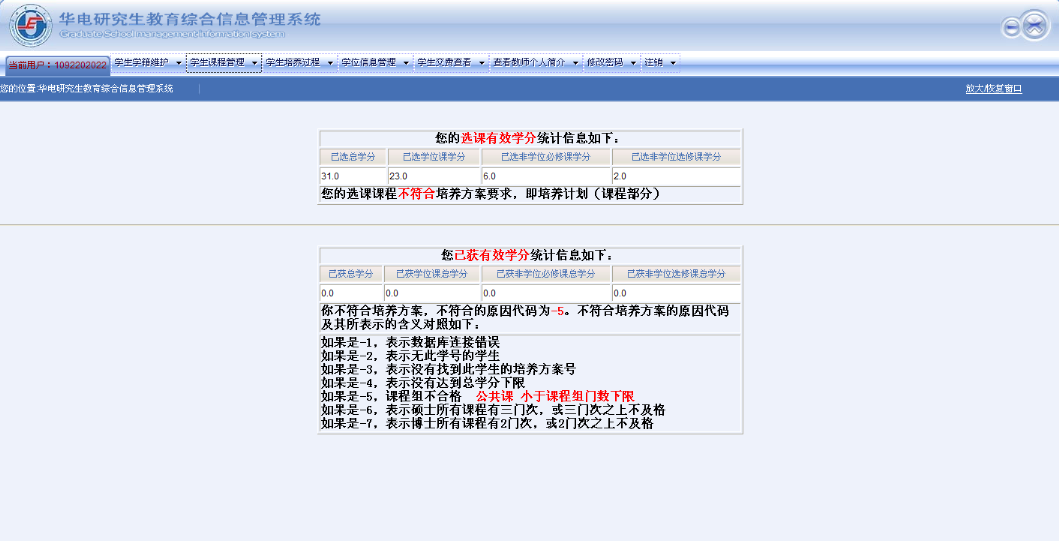 华电研究生教育综合信息管理系统
Graduate School management information system
当前用户：1092202022 学生学籍维护 学生课程管理 学生培养过程 学位信息管理 学生交费查看 查看教师个人简介 修改密码 注销
您的位置:华电研究生教育综合信息管理系统 放大/恢复窗口
您的选课有效学分统计信息如下：
已选总学分 已选学位课学分 已选非学位必修课学分 已选非学位选修课学分
31.0 23.0 6.0 2.0
您的选课课程不符合培养方案要求，即培养计划（课程部分）
您已获有效学分统计信息如下：
已获总学分 已获学位课总学分 已获非学位必修课总学分 已获非学位选修课总学分
0.0 0.0 0.0 0.0
你不符合培养方案，不符合的原因代码为-5。不符合培养方案的原因代码
及其所表示的含义对照如下：
如果是-1，表示数据库连接错误
如果是-2，表示无此学号的学生
如果是-3，表示没有找到此学生的培养方案号
如果是-4，表示没有达到总学分下限
如果是-5，课程组不合格 公共课 小于课程组门数下限
如果是-6，表示硕士所有课程有三门次，或三门次之上不及格
如果是-7，表示博士所有课程有2门次，或2门次之上不及格